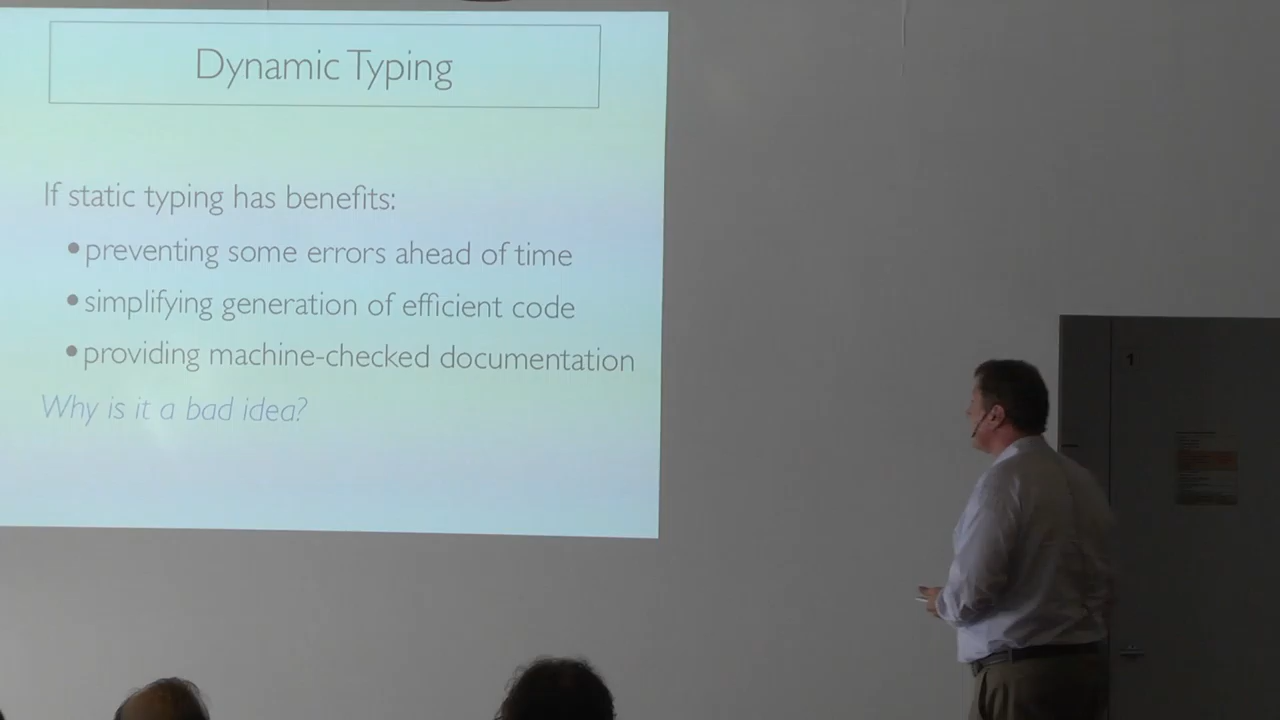 Dynamic Typing
If static typing has benefits:
•preventing some errors ahead of time
•simplifying generation of efficient code
•providing machine-checked documentation
Why is it a bad idea?
1